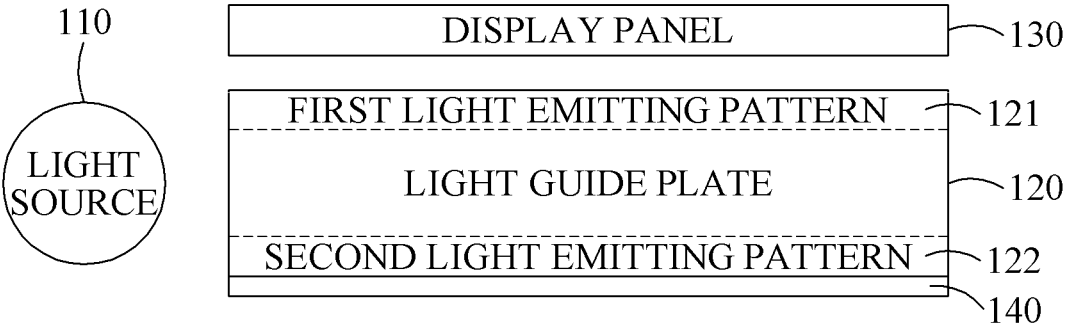 110
DISPLAY PANEL
130
FIRST LIGHT EMITTING PATTERN
121
LIGHT
SOURCE
LIGHT GUIDE PLATE
120
SECOND LIGHT EMITTING PATTERN
122
140